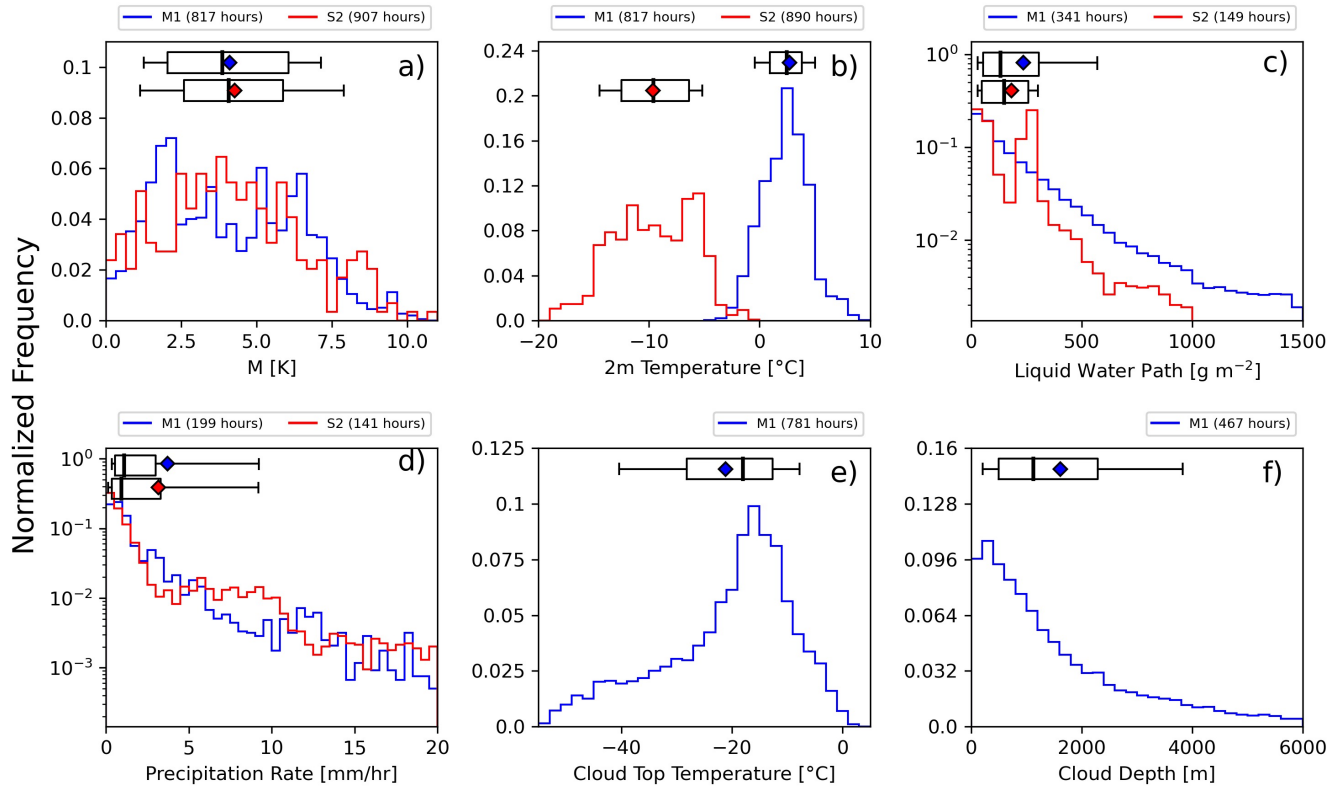 M1 (817 hours) S2 (907 hours)
M1 (817 hours) S2 (890 hours)
M1 (341 hours) S2 (149 hours)
a)
0.1
0.08
0.06
0.04
0.02
0.0
0.0 2.5 5.0 7.5 10.0
M [K]
b)
0.24
0.2
0.16
0.12
0.08
0.04
0.0
−20 −10 0 10
2m Temperature [°C]
c)
10⁰
10⁻¹
10⁻²
0 500 1000 1500
Liquid Water Path [g m⁻²]
Normalized Frequency
M1 (199 hours) S2 (141 hours)
M1 (781 hours)
M1 (467 hours)
d)
10⁰
10⁻¹
10⁻²
10⁻³
0 5 10 15 20
Precipitation Rate [mm/hr]
e)
0.125
0.1
0.075
0.05
0.025
0.0
−40 −20 0
Cloud Top Temperature [°C]
f)
0.16
0.128
0.096
0.064
0.032
0.0
0 2000 4000 6000
Cloud Depth [m]